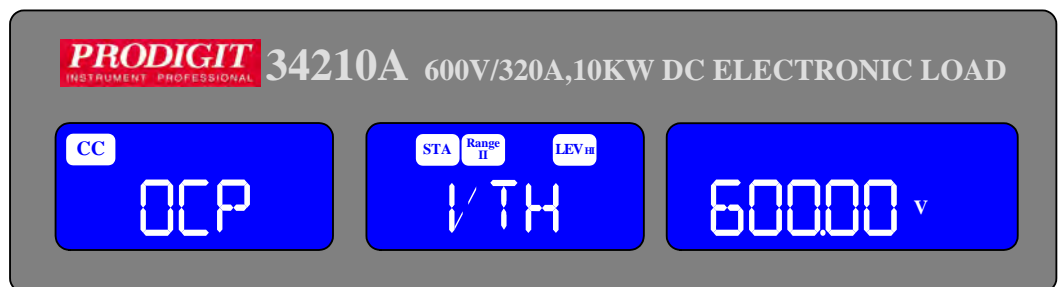 PRODIGIT
INSTRUMENT PROFESSIONAL
34210A 600V/320A,10KW DC ELECTRONIC LOAD
CC
STA Range II LEV HI
OCP VTH 600.00 V